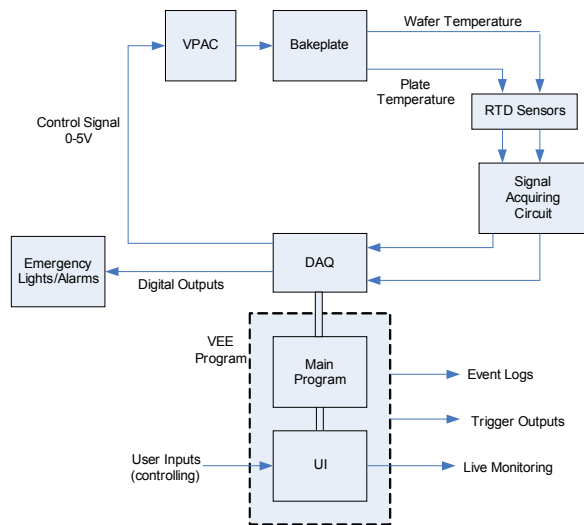 Wafer Temperature
VPAC
Bakeplate
Plate
Temperature
RTD Sensors
Control Signal
0-5V
Signal
Acquiring
Circuit
Emergency
Lights/Alarms
DAQ
Digital Outputs
VEE
Program
Main
Program
Event Logs
Trigger Outputs
User Inputs
(controlling)
UI
Live Monitoring